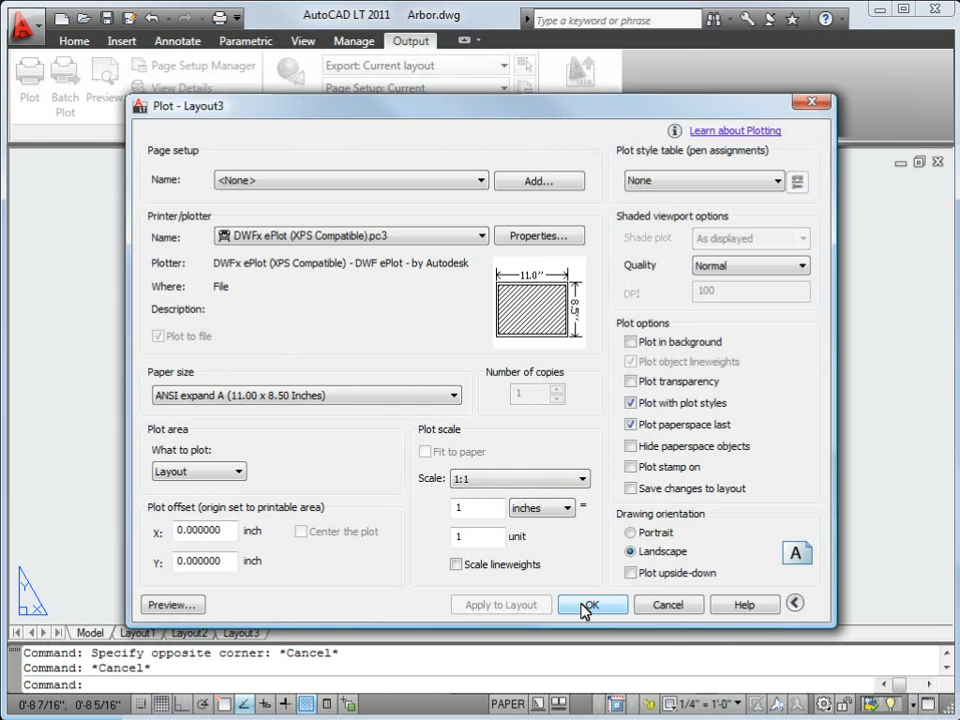 AutoCAD LT 2011 Arbor.dwg
Type a keyword or phrase
Home Insert Annotate Parametric View Manage Output
Page Setup Manager
Export: Current layout
View Details
Page Setup: Current
Plot Batch Plot Preview
Plot - Layout3
Learn about Plotting
Page setup
Name: <None> Add...
Plot style table (pen assignments)
None
Printer/plotter
Name: DWFx ePlot (XPS Compatible).pc3 Properties...
Plotter: DWFx ePlot (XPS Compatible) - DWF ePlot - by Autodesk
Where: File
Description:
Plot to file
11.0''
8.5''
Shaded viewport options
Shade plot As displayed
Quality Normal
DPI 100
Paper size
ANSI expand A (11.00 x 8.50 Inches)
Number of copies
1
Plot options
Plot in background
Plot object lineweights
Plot transparency
Plot with plot styles
Plot paperspace last
Hide paperspace objects
Plot stamp on
Save changes to layout
Plot area
What to plot:
Layout
Plot scale
Fit to paper
Scale: 1:1
1 inches =
1 unit
Scale lineweights
Plot offset (origin set to printable area)
X: 0.000000 inch Center the plot
Y: 0.000000 inch
Drawing orientation
Portrait
Landscape
Plot upside-down
A
Preview... Apply to Layout OK Cancel Help
Y
X
Model Layout1 Layout2 Layout3
Command: Specify opposite corner: *Cancel*
Command: *Cancel*
Command:
0'-8 7/16", 0'-8 5/16" PAPER 1/4" = 1'-0"